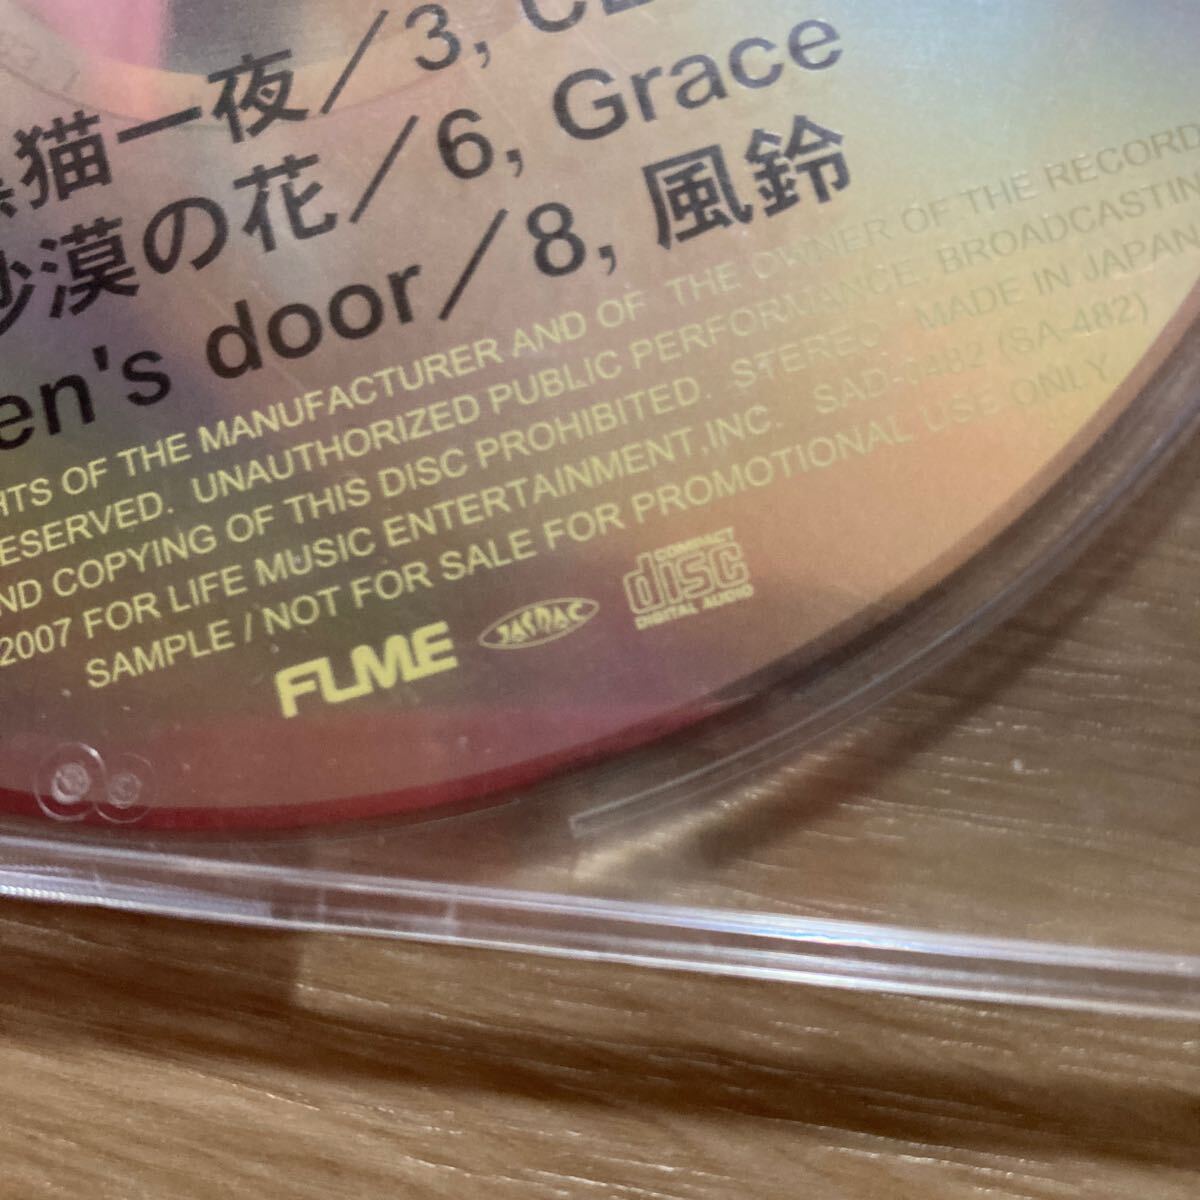 猫一夜／3,
漠の花／6, Grace
en's door／8, 風鈴
HTS OF THE MANUFACTURER AND OF THE OWNER OF THE RECORD
ESERVED. UNAUTHORIZED PUBLIC PERFORMANCE, BROADCASTIN
ND COPYING OF THIS DISC PROHIBITED. STEREO MADE IN JAPAN
2007 FOR LIFE MUSIC ENTERTAINMENT,INC. SAD-0482 (SA-482)
SAMPLE / NOT FOR SALE FOR PROMOTIONAL USE ONLY
FLME JASRAC COMPACT disc DIGITAL AUDIO